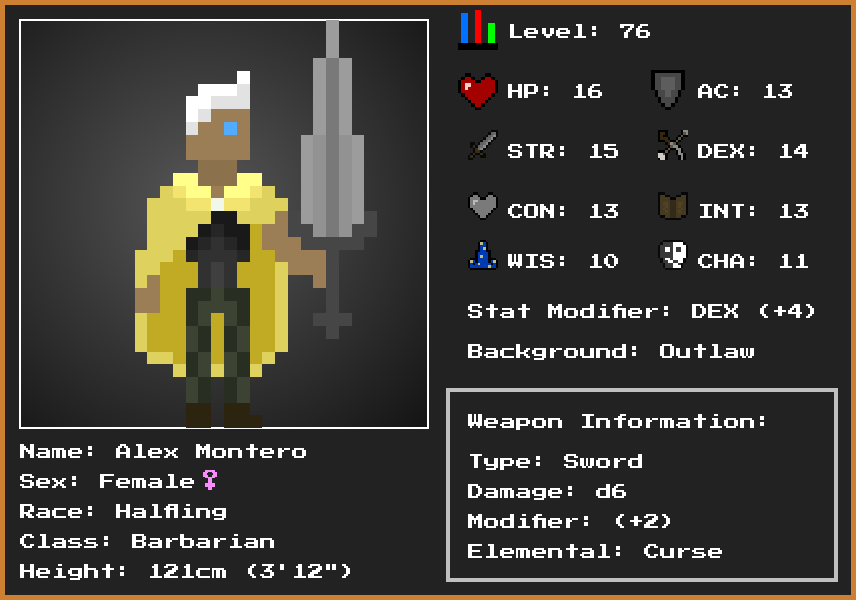 Level: 76
HP: 16 AC: 13
STR: 15 DEX: 14
CON: 13 INT: 13
WIS: 10 CHA: 11
Stat Modifier: DEX (+4)
Background: Outlaw
Weapon Information:
Type: Sword
Damage: d6
Modifier: (+2)
Elemental: Curse
Name: Alex Montero
Sex: Female♀
Race: Halfling
Class: Barbarian
Height: 121cm (3'12")